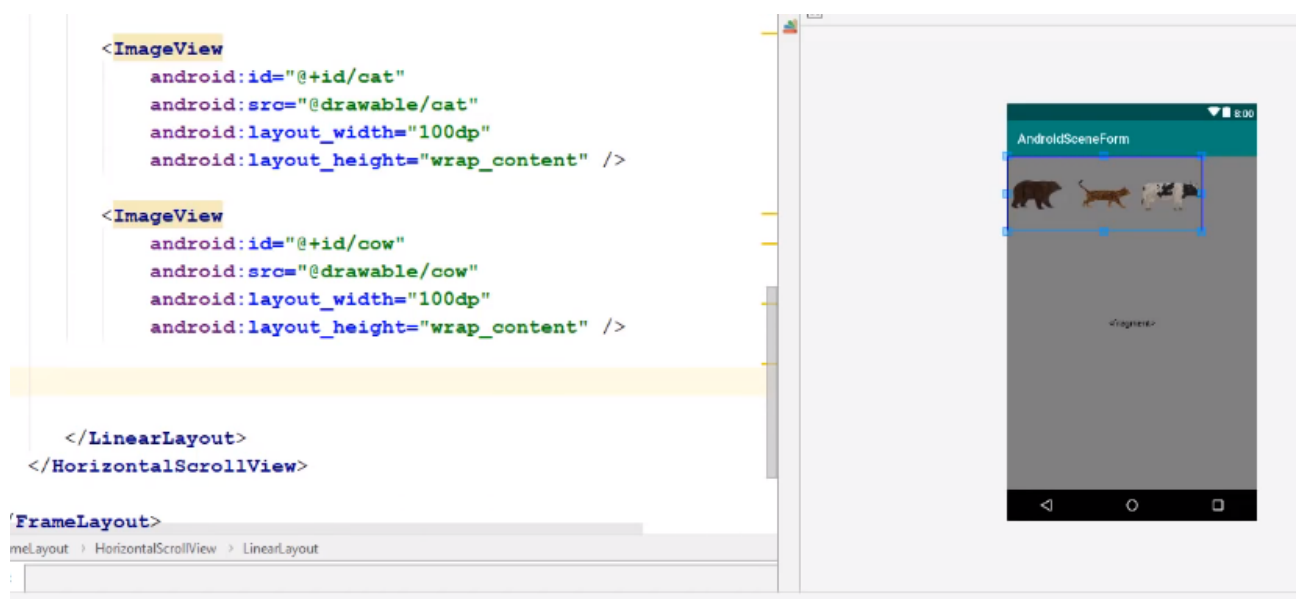 <ImageView
android:id="@+id/cat"
android:src="@drawable/cat"
android:layout_width="100dp"
android:layout_height="wrap_content" />
<ImageView
android:id="@+id/cow"
android:src="@drawable/cow"
android:layout_width="100dp"
android:layout_height="wrap_content" />
</LinearLayout>
</HorizontalScrollView>
/FrameLayout>
meLayout > HorizontalScrollView > LinearLayout
8:00
AndroidSceneForm
<fragment>